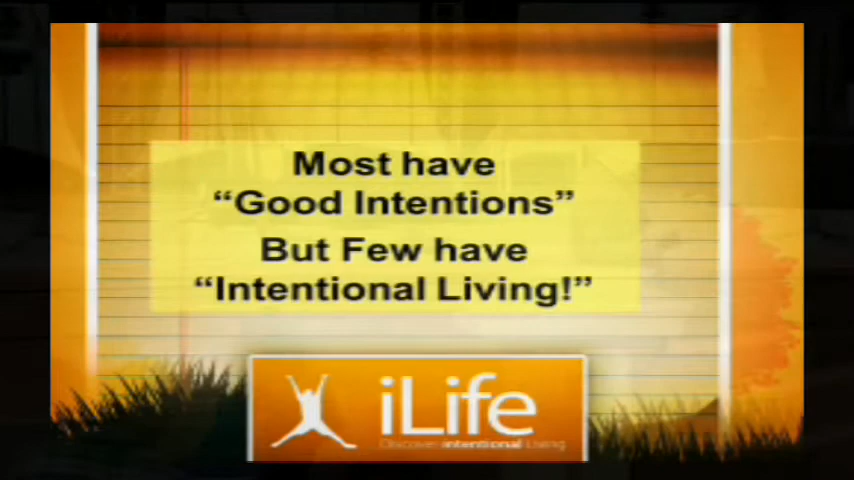 Most have
“Good Intentions”
But Few have
“Intentional Living!”
iLife
Discover intentional Living